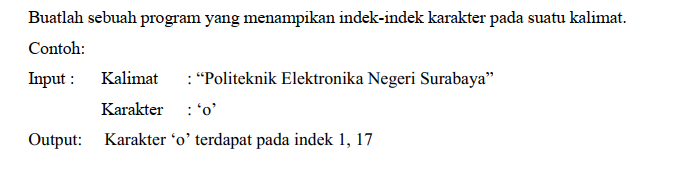 Buatlah sebuah program yang menampikan indek-indek karakter pada suatu kalimat.
Contoh:
Input : Kalimat : “Politeknik Elektronika Negeri Surabaya”
Karakter : ‘o’
Output: Karakter ‘o’ terdapat pada indek 1, 17